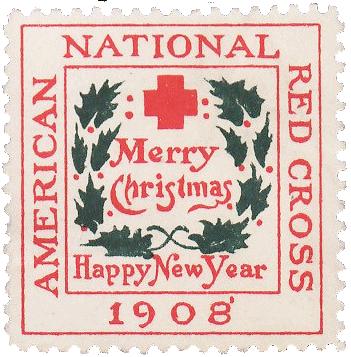 AMERICAN
NATIONAL
RED CROSS
Merry
Christmas
Happy New Year
1908